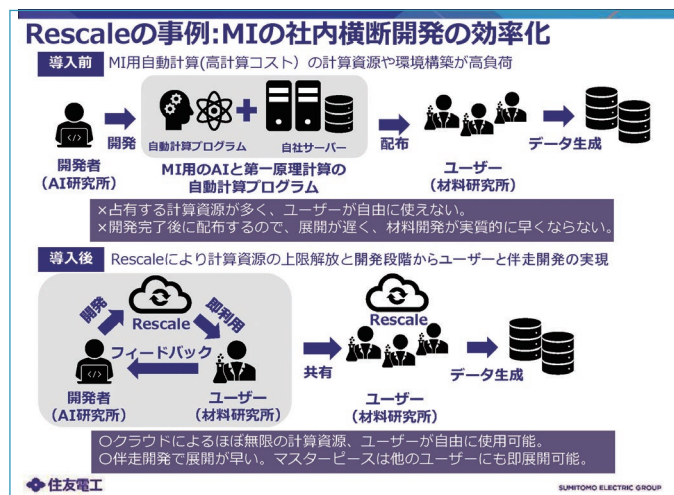 Rescaleの事例:MIの社内横断開発の効率化
導入前 MI用自動計算(高計算コスト）の計算資源や環境構築が高負荷
開発
自動計算プログラム
自社サーバー
配布
データ生成
開発者
(AI研究所)
MI用のAIと第一原理計算の
自動計算プログラム
ユーザー
(材料研究所)
×占有する計算資源が多く、ユーザーが自由に使えない。
×開発完了後に配布するので、展開が遅く、材料開発が実質的に早くならない。
導入後 Rescaleにより計算資源の上限解放と開発段階からユーザーと伴走開発の実現
開発
Rescale
即利用
フィードバック
開発者
(AI研究所)
ユーザー
(材料研究所)
Rescale
共有
ユーザー
(材料研究所)
データ生成
〇クラウドによるほぼ無限の計算資源、ユーザーが自由に使用可能。
〇伴走開発で展開が早い。マスターピースは他のユーザーにも即展開可能。
住友電工
SUMITOMO ELECTRIC GROUP